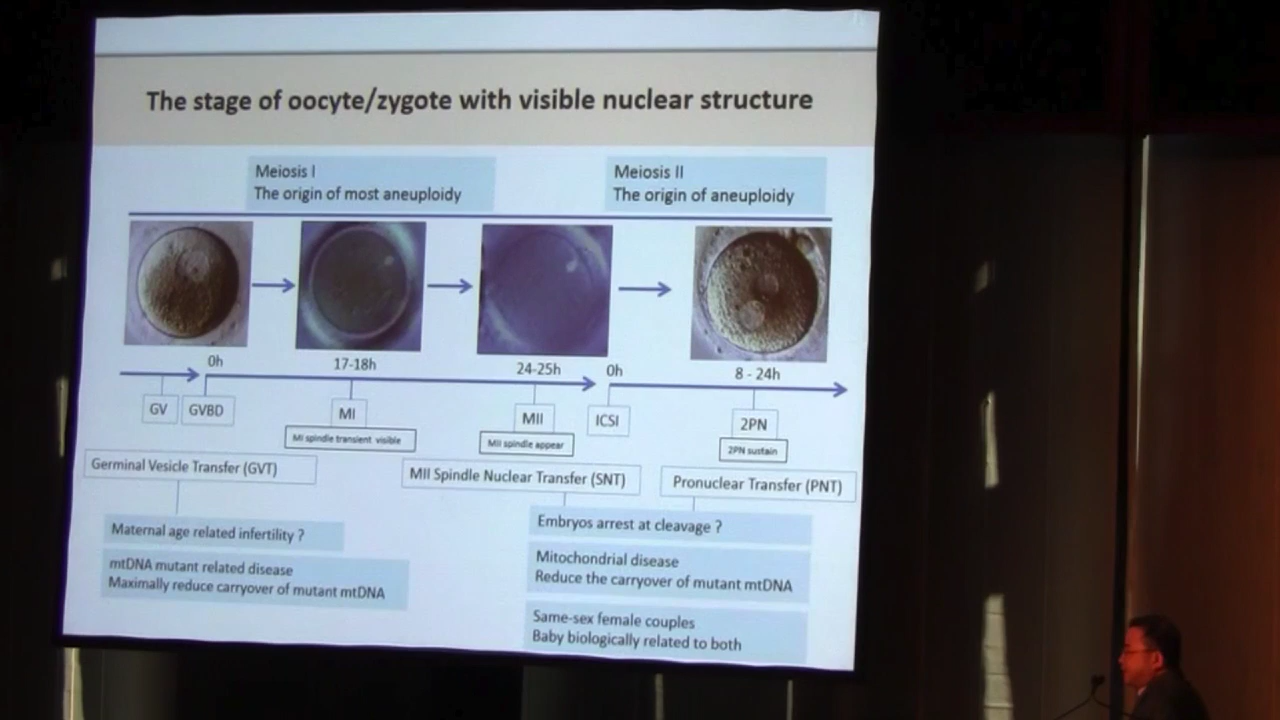 The stage of oocyte/zygote with visible nuclear structure
Meiosis I
The origin of most aneuploidy
Meiosis II
The origin of aneuploidy
0h
17-18h
24-25h
0h
8 - 24h
GV
GVBD
MI
MII
ICSI
2PN
MI spindle transient visible
MII spindle appear
2PN sustain
Germinal Vesicle Transfer (GVT)
MII Spindle Nuclear Transfer (SNT)
Pronuclear Transfer (PNT)
Maternal age related infertility ?
mtDNA mutant related disease
Maximally reduce carryover of mutant mtDNA
Embryos arrest at cleavage ?
Mitochondrial disease
Reduce the carryover of mutant mtDNA
Same-sex female couples
Baby biologically related to both